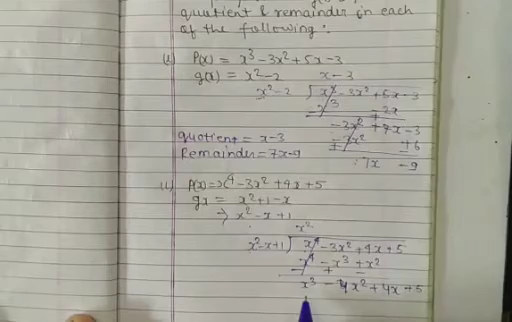 quotient & remainder in each
of the following :
(i) P(x) = x³-3x²+5x-3
g(x) = x²-2
x-3
x²-2 ) x³-3x²+5x-3
-x³ +2x
-3x²+7x-3
-3x² +6
7x -9
quotient = x-3
Remainder = 7x-9
(ii) P(x) = x⁴-3x²+4x+5
gx = x²+1-x
→ x²-x+1
x²
x²-x+1 ) x⁴-3x²+4x+5
x⁴ -x³ +x²
- + -
x³ -4x²+4x+5